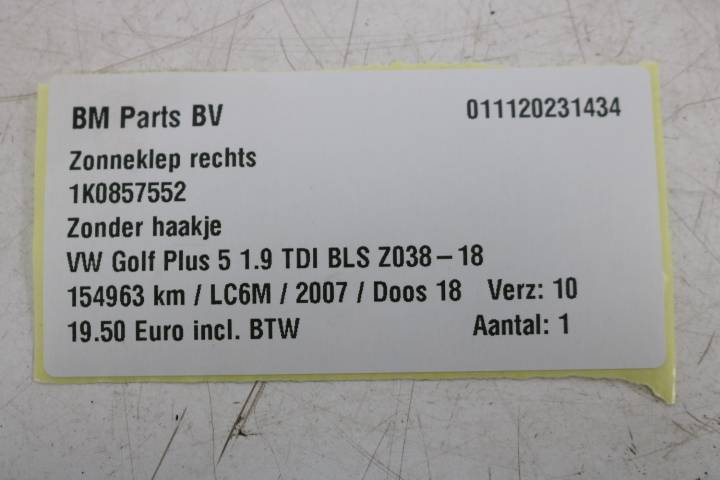 BM Parts BV 011120231434
Zonneklep rechts
1K0857552
Zonder haakje
VW Golf Plus 5 1.9 TDI BLS Z038-18
154963 km / LC6M / 2007 / Doos 18 Verz: 10
19.50 Euro incl. BTW Aantal: 1